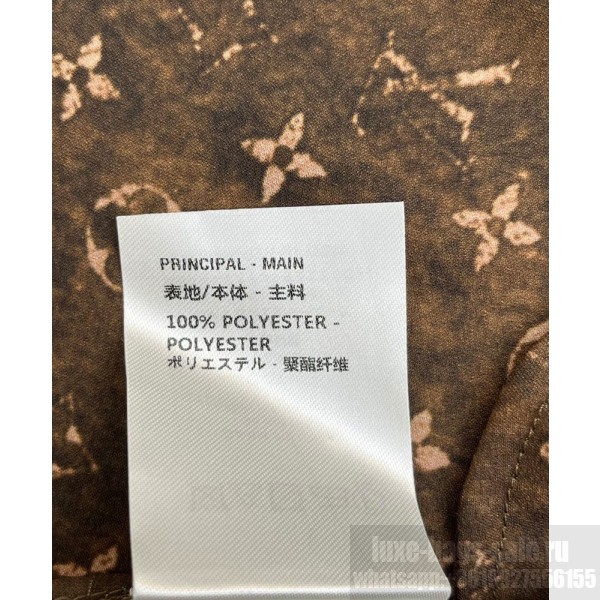 PRINCIPAL - MAIN
表地/本体 - 主料
100% POLYESTER -
POLYESTER
ポリエステル - 聚酯纤维